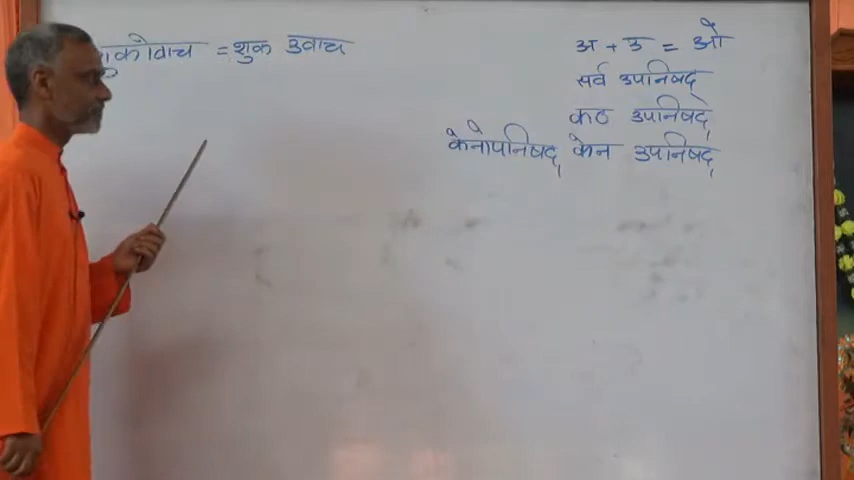 शुकोवाच = शुक उवाच
अ + उ = ओ
सर्व उपनिषद्
कठ उपनिषद्
केनोपनिषद् केन उपनिषद्